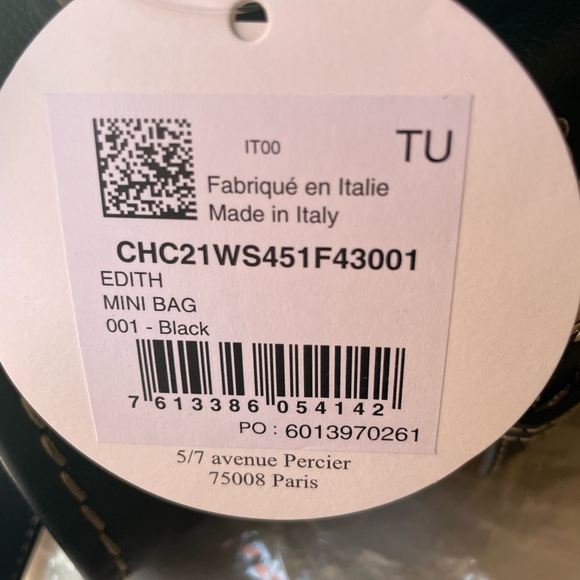 IT00
TU
Fabriqué en Italie
Made in Italy
CHC21WS451F43001
EDITH
MINI BAG
001 - Black
7 613386 054142
PO : 6013970261
5/7 avenue Percier
75008 Paris